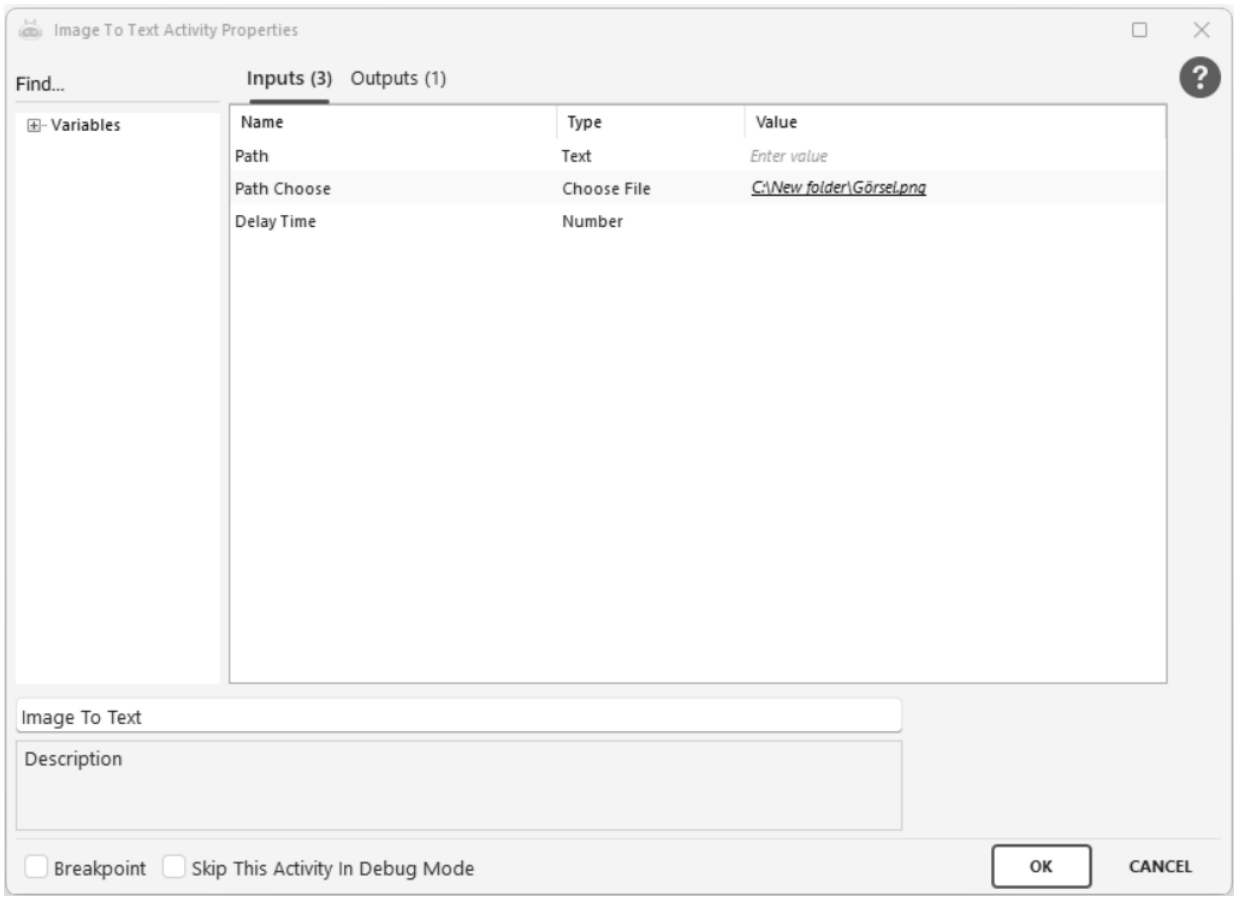 Image To Text Activity Properties
Find...
Inputs (3) Outputs (1)
?
Variables
Name Type Value
Path Text Enter value
Path Choose Choose File C:\New folder\Görsel.png
Delay Time Number
Image To Text
Description
Breakpoint Skip This Activity In Debug Mode OK CANCEL